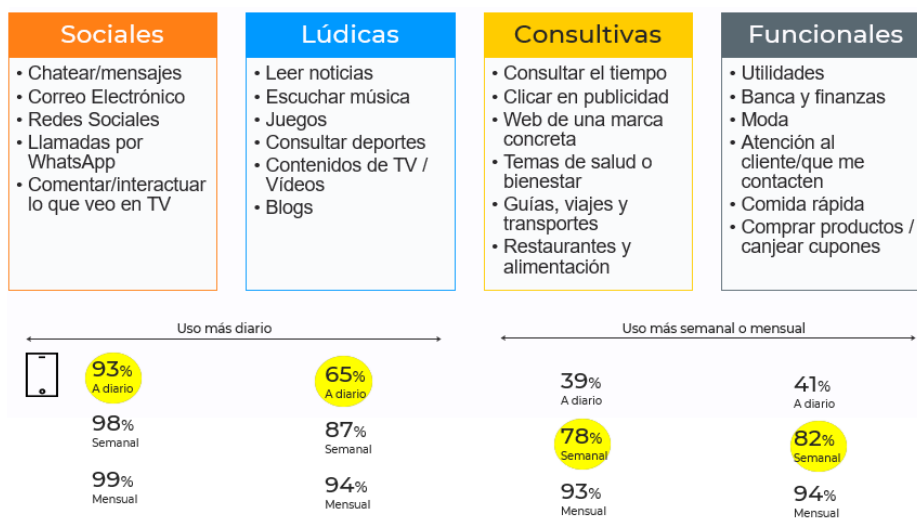 Sociales
• Chatear/mensajes
• Correo Electrónico
• Redes Sociales
• Llamadas por
WhatsApp
• Comentar/interactuar
lo que veo en TV
Lúdicas
• Leer noticias
• Escuchar música
• Juegos
• Consultar deportes
• Contenidos de TV /
Vídeos
• Blogs
Consultivas
• Consultar el tiempo
• Clicar en publicidad
• Web de una marca
concreta
• Temas de salud o
bienestar
• Guías, viajes y
transportes
• Restaurantes y
alimentación
Funcionales
• Utilidades
• Banca y finanzas
• Moda
• Atención al
cliente/que me
contacten
• Comida rápida
• Comprar productos /
canjear cupones
Uso más diario
Uso más semanal o mensual
93%
A diario
98%
Semanal
99%
Mensual
65%
A diario
87%
Semanal
94%
Mensual
39%
A diario
78%
Semanal
93%
Mensual
41%
A diario
82%
Semanal
94%
Mensual